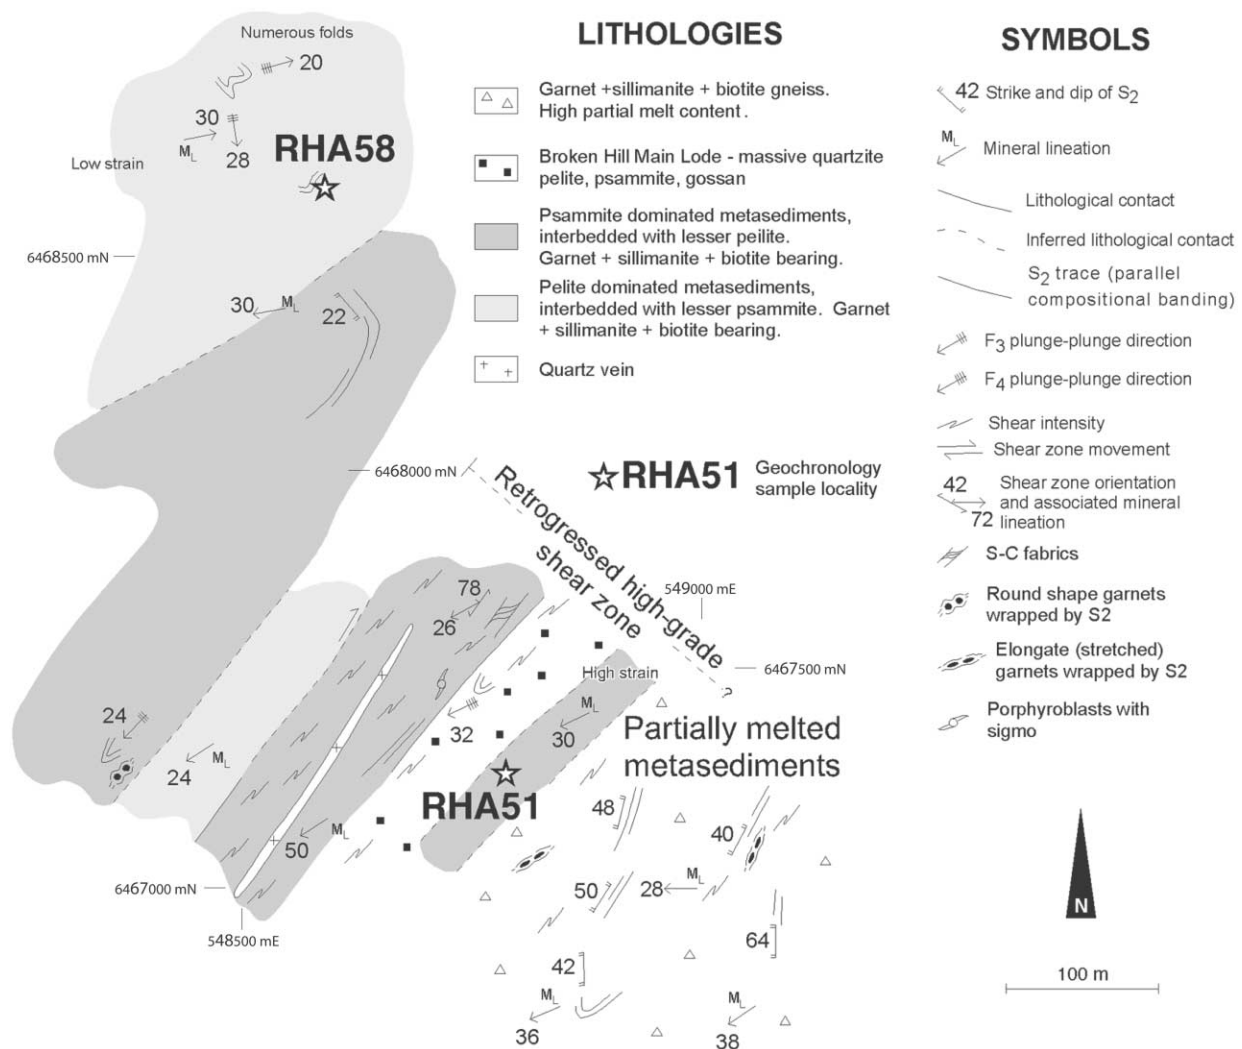 LITHOLOGIES
Garnet +sillimanite + biotite gneiss.
High partial melt content .
Broken Hill Main Lode - massive quartzite
pelite, psammite, gossan
Psammite dominated metasediments,
interbedded with lesser peilite.
Garnet + sillimanite + biotite bearing.
Pelite dominated metasediments,
interbedded with lesser psammite. Garnet
+ sillimanite + biotite bearing.
Quartz vein
SYMBOLS
42 Strike and dip of S2
ML Mineral lineation
Lithological contact
Inferred lithological contact
S2 trace (parallel
compositional banding)
F3 plunge-plunge direction
F4 plunge-plunge direction
Shear intensity
Shear zone movement
42 Shear zone orientation
and associated mineral
72 lineation
S-C fabrics
Round shape garnets
wrapped by S2
Elongate (stretched)
garnets wrapped by S2
Porphyroblasts with
sigmo
N
100 m
Numerous folds
20
30
ML
28
RHA58
Low strain
6468500 mN
30
ML
22
6468000 mN
RHA51
Geochronology
sample locality
Retrogressed high-grade
shear zone
549000 mE
6467500 mN
?
78
26
High strain
ML
30
32
24
24
ML
Partially melted
metasediments
RHA51
50
ML
48
40
50
28
ML
6467000 mN
548500 mE
64
42
ML
36
ML
38